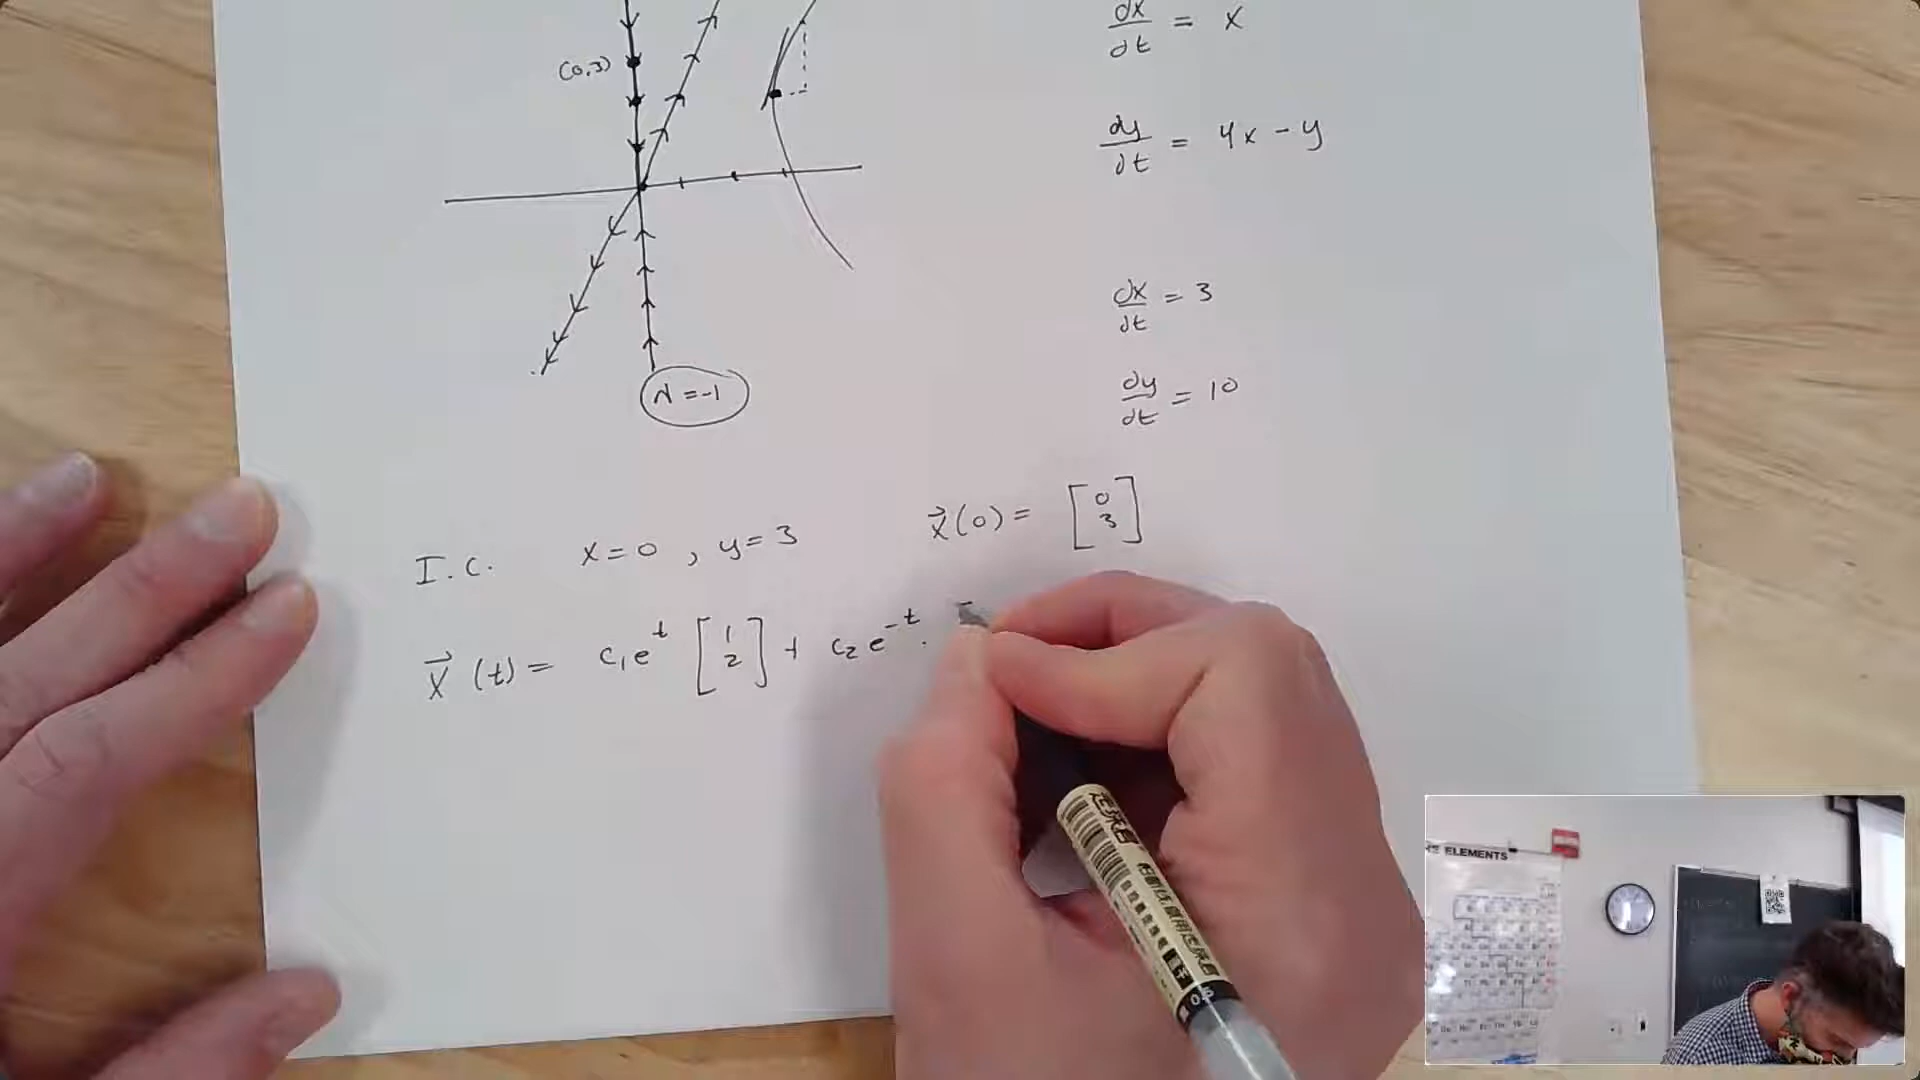 dx/dt = x
(0,3)
dy/dt = 4x - y
dx/dt = 3
λ = -1
dy/dt = 10
I.C. x=0 , y=3 x⃗(0) = [0 3]
x⃗(t) = c₁e^t [1 2] + c₂e^-t ·
ELEMENTS